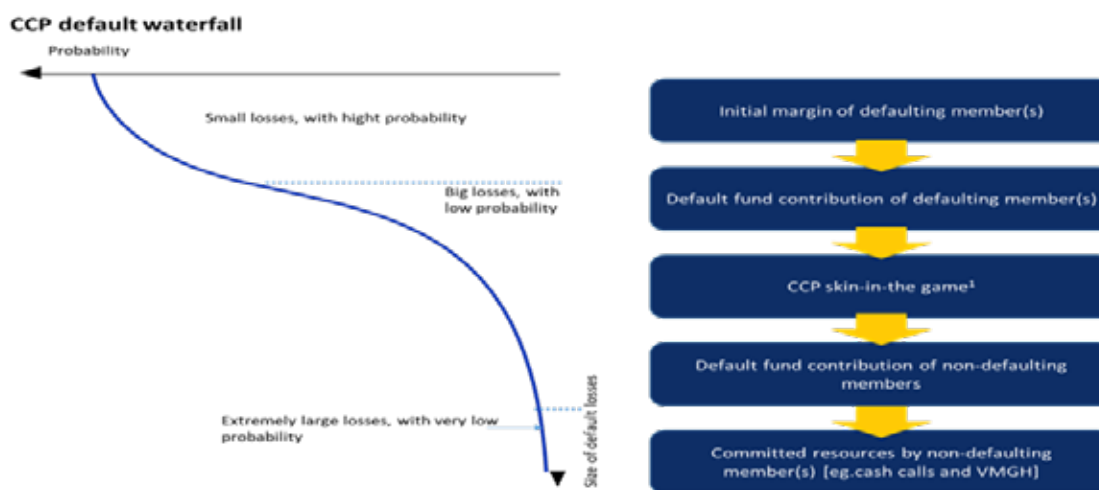 CCP default waterfall
Probability
Small losses, with hight probability
Big losses, with
low probability
Extremely large losses, with very low
probability
Size of default losses
Initial margin of defaulting member(s)
Default fund contribution of defaulting member(s)
CCP skin-in-the game¹
Default fund contribution of non-defaulting
members
Committed resources by non-defaulting
member(s) [eg.cash calls and VMGH]